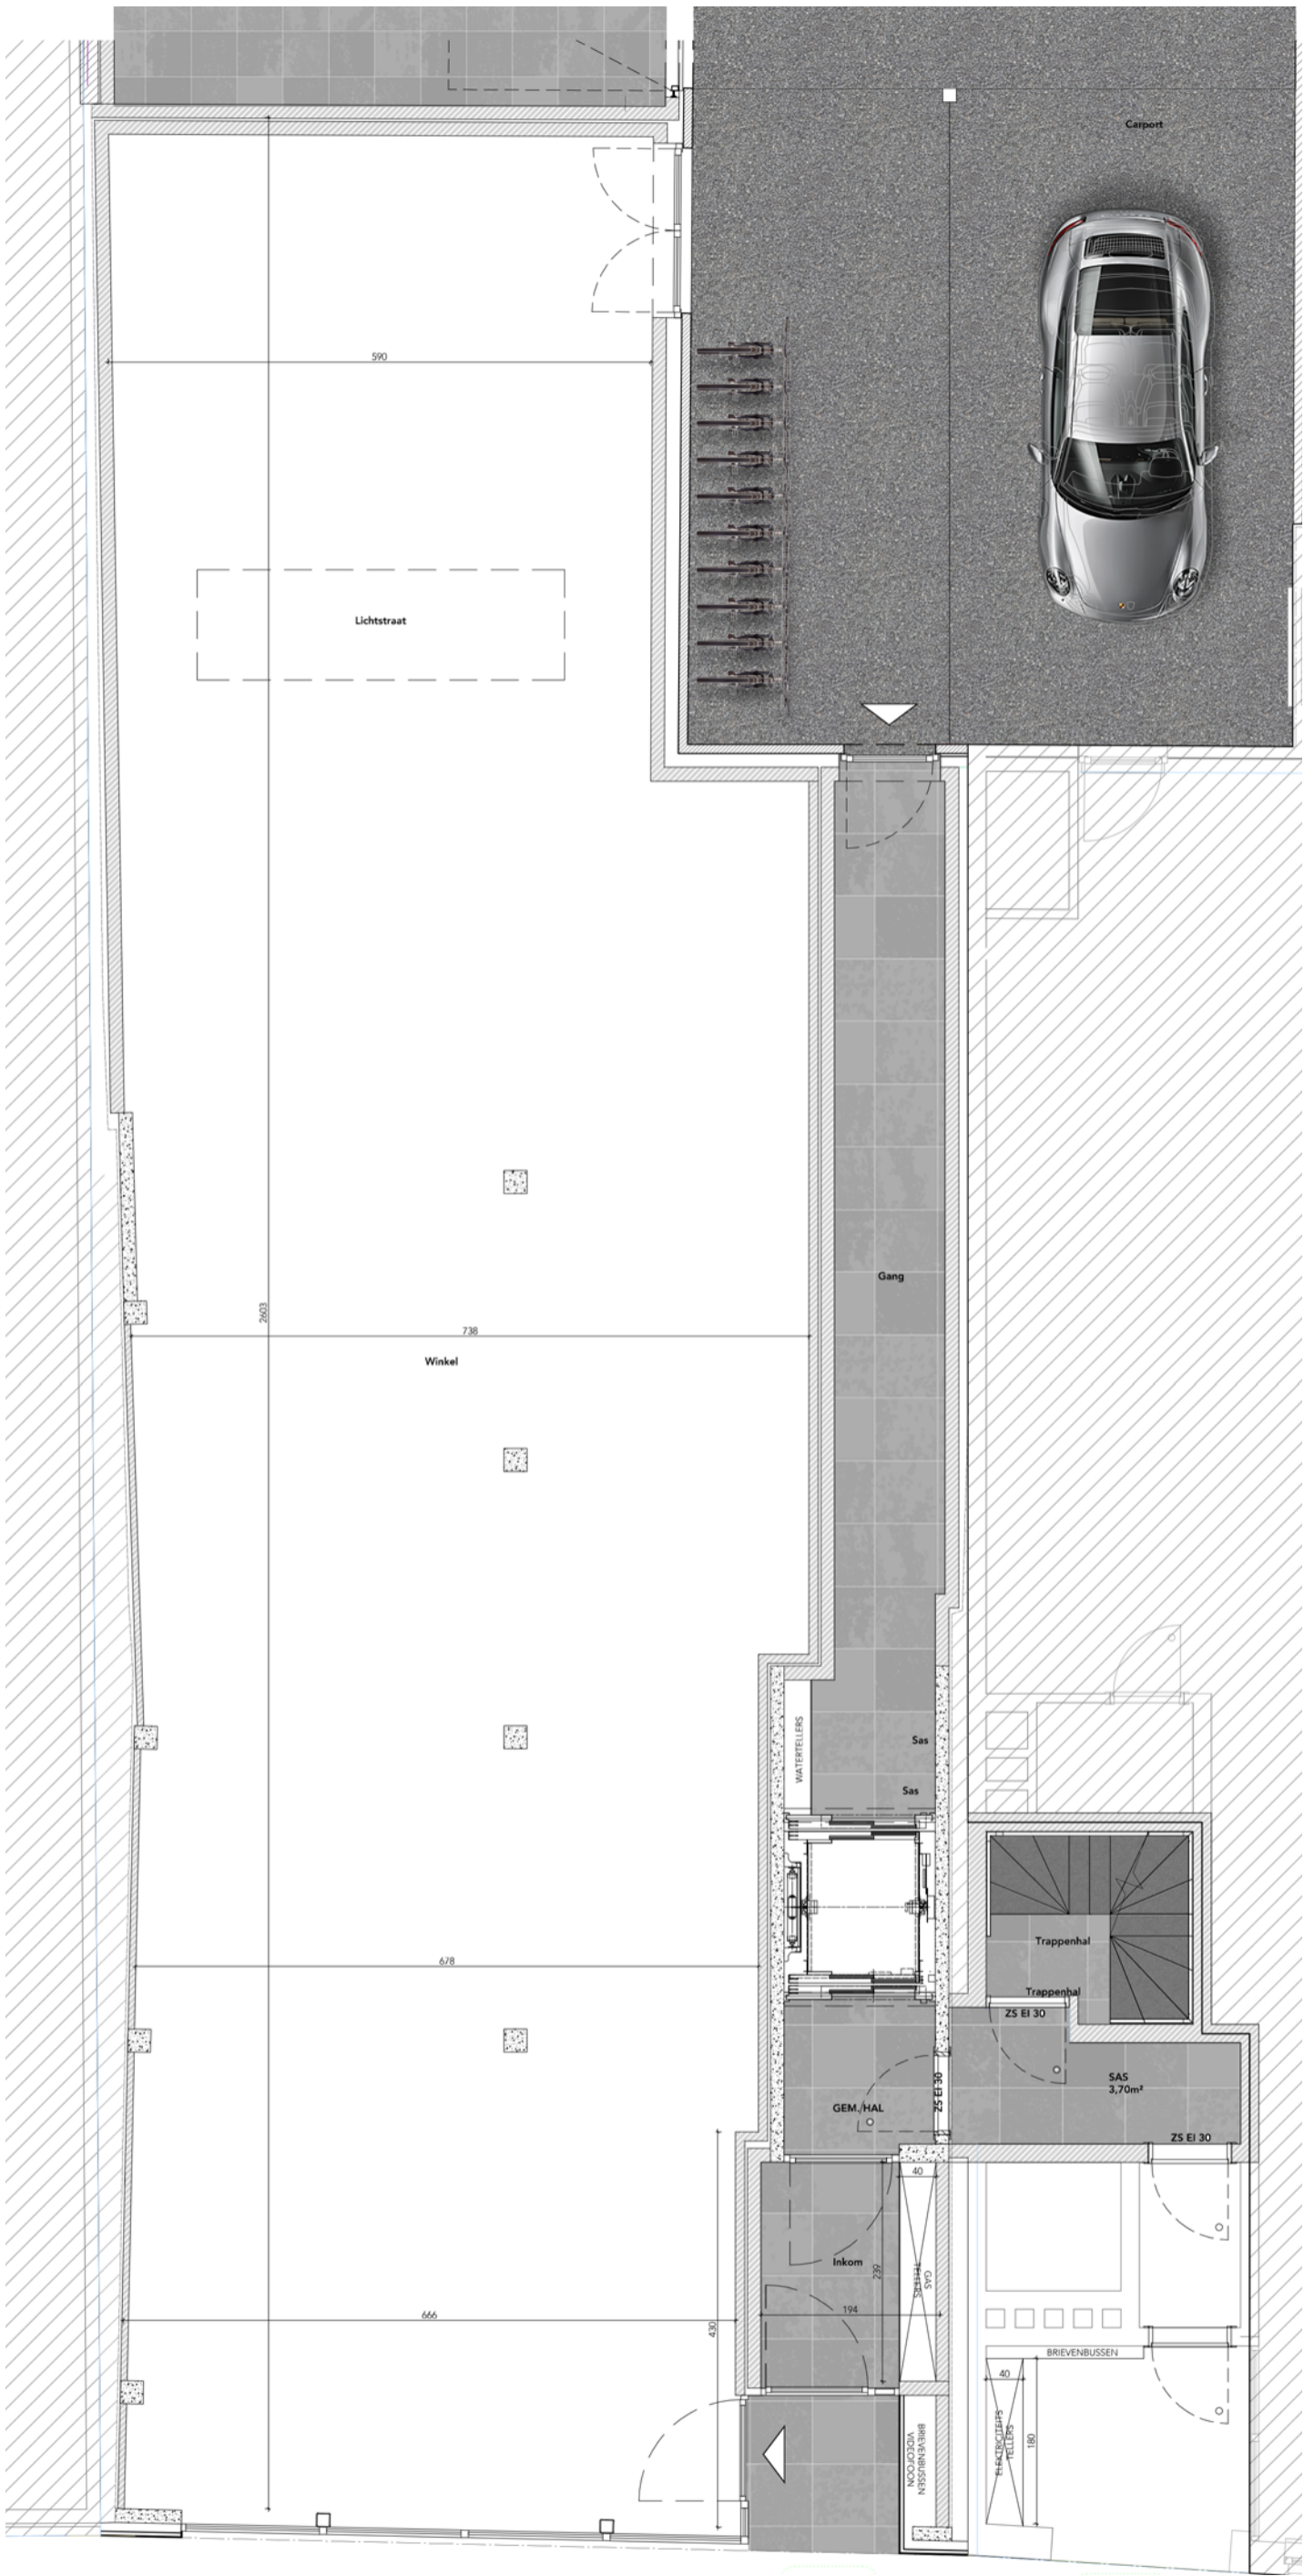 Carport
590
Lichtstraat
Gang
2603
738
Winkel
WATERTELLERS
Sas
Sas
Trappenhal
678
Trappenhal
ZS EI 30
ZS EI 30
SAS
3,70m²
GEM. HAL
ZS EI 30
40
Inkom
239
GAS
TELLERS
194
666
430
BRIEVENBUSSEN
40
ELEKTRICITEITS
TELLERS
180
BRIEVENBUSSEN
VIDEOFOON